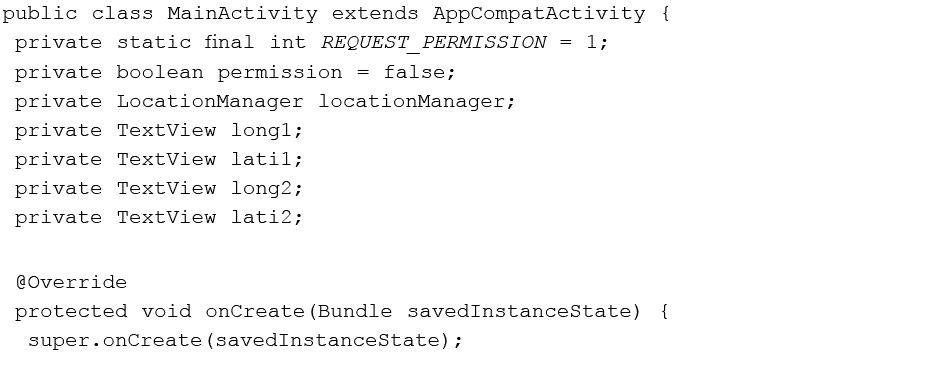 public class MainActivity extends AppCompatActivity {
private static final int REQUEST_PERMISSION = 1;
private boolean permission = false;
private LocationManager locationManager;
private TextView long1;
private TextView lati1;
private TextView long2;
private TextView lati2;
@Override
protected void onCreate(Bundle savedInstanceState) {
super.onCreate(savedInstanceState);